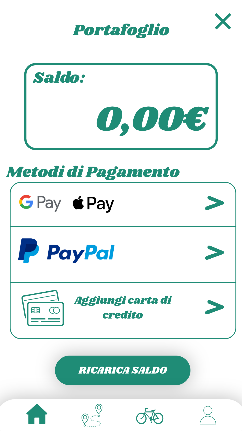 Portafoglio
Saldo:
0,00€
Metodi di Pagamento
G Pay Pay
PayPal
Aggiungi carta di
credito
RICARICA SALDO